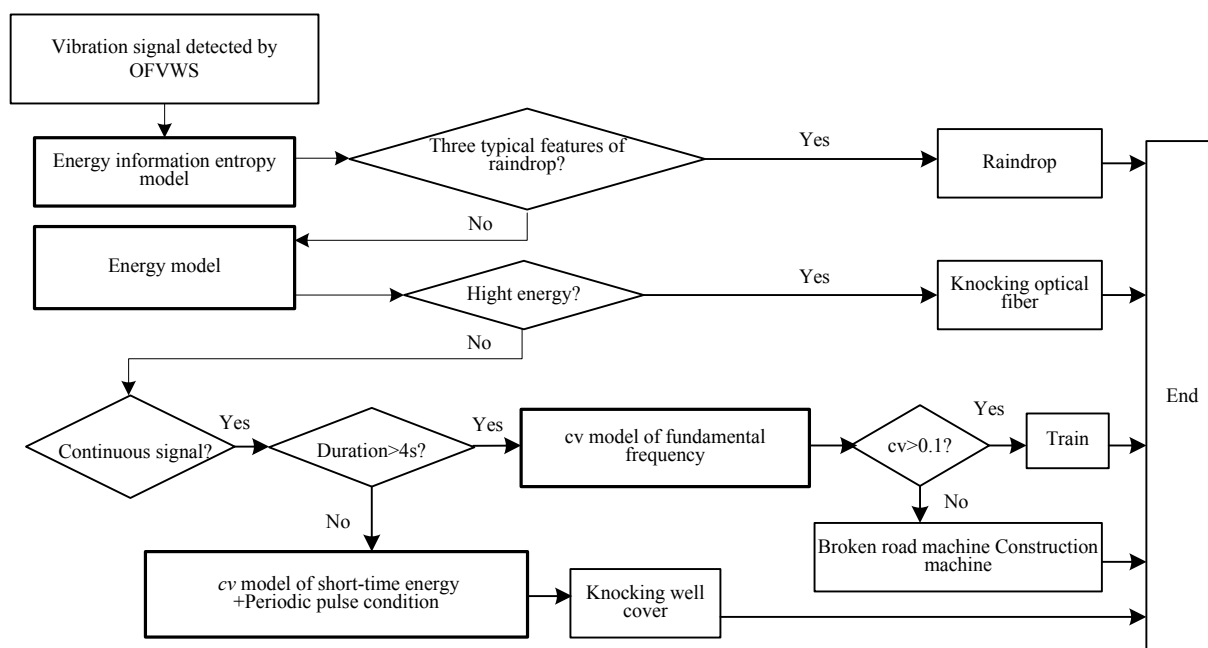 Vibration signal detected by
OFVWS
Energy information entropy
model
Three typical features of
raindrop?
Yes
Raindrop
No
Energy model
Hight energy?
Yes
Knocking optical
fiber
No
End
Continuous signal?
Yes
Duration>4s?
Yes
cv model of fundamental
frequency
cv>0.1?
Yes
Train
No
No
Broken road machine Construction
machine
cv model of short-time energy
+Periodic pulse condition
Knocking well
cover